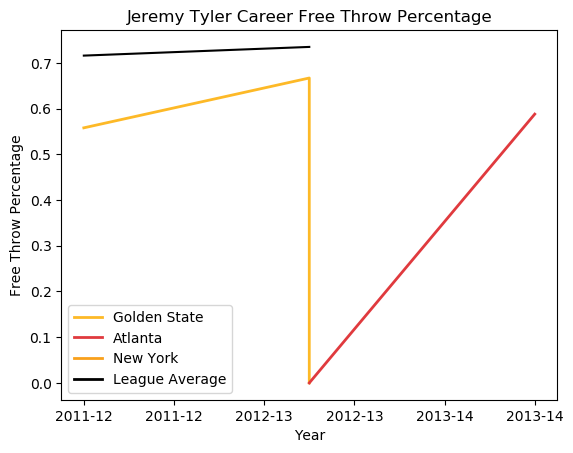 Jeremy Tyler Career Free Throw Percentage
Free Throw Percentage
0.7
0.6
0.5
0.4
0.3
0.2
0.1
0.0
Golden State
Atlanta
New York
League Average
2011-12 2011-12 2012-13 2012-13 2013-14 2013-14
Year